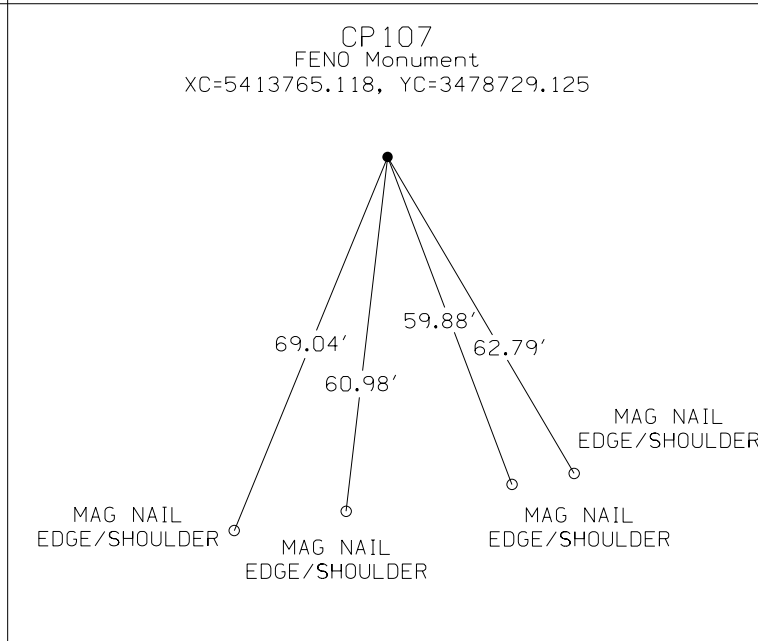 CP107
FENO Monument
XC=5413765.118, YC=3478729.125
59.88'
69.04'
62.79'
60.98'
MAG NAIL
EDGE/SHOULDER
MAG NAIL
EDGE/SHOULDER
MAG NAIL
EDGE/SHOULDER
MAG NAIL
EDGE/SHOULDER